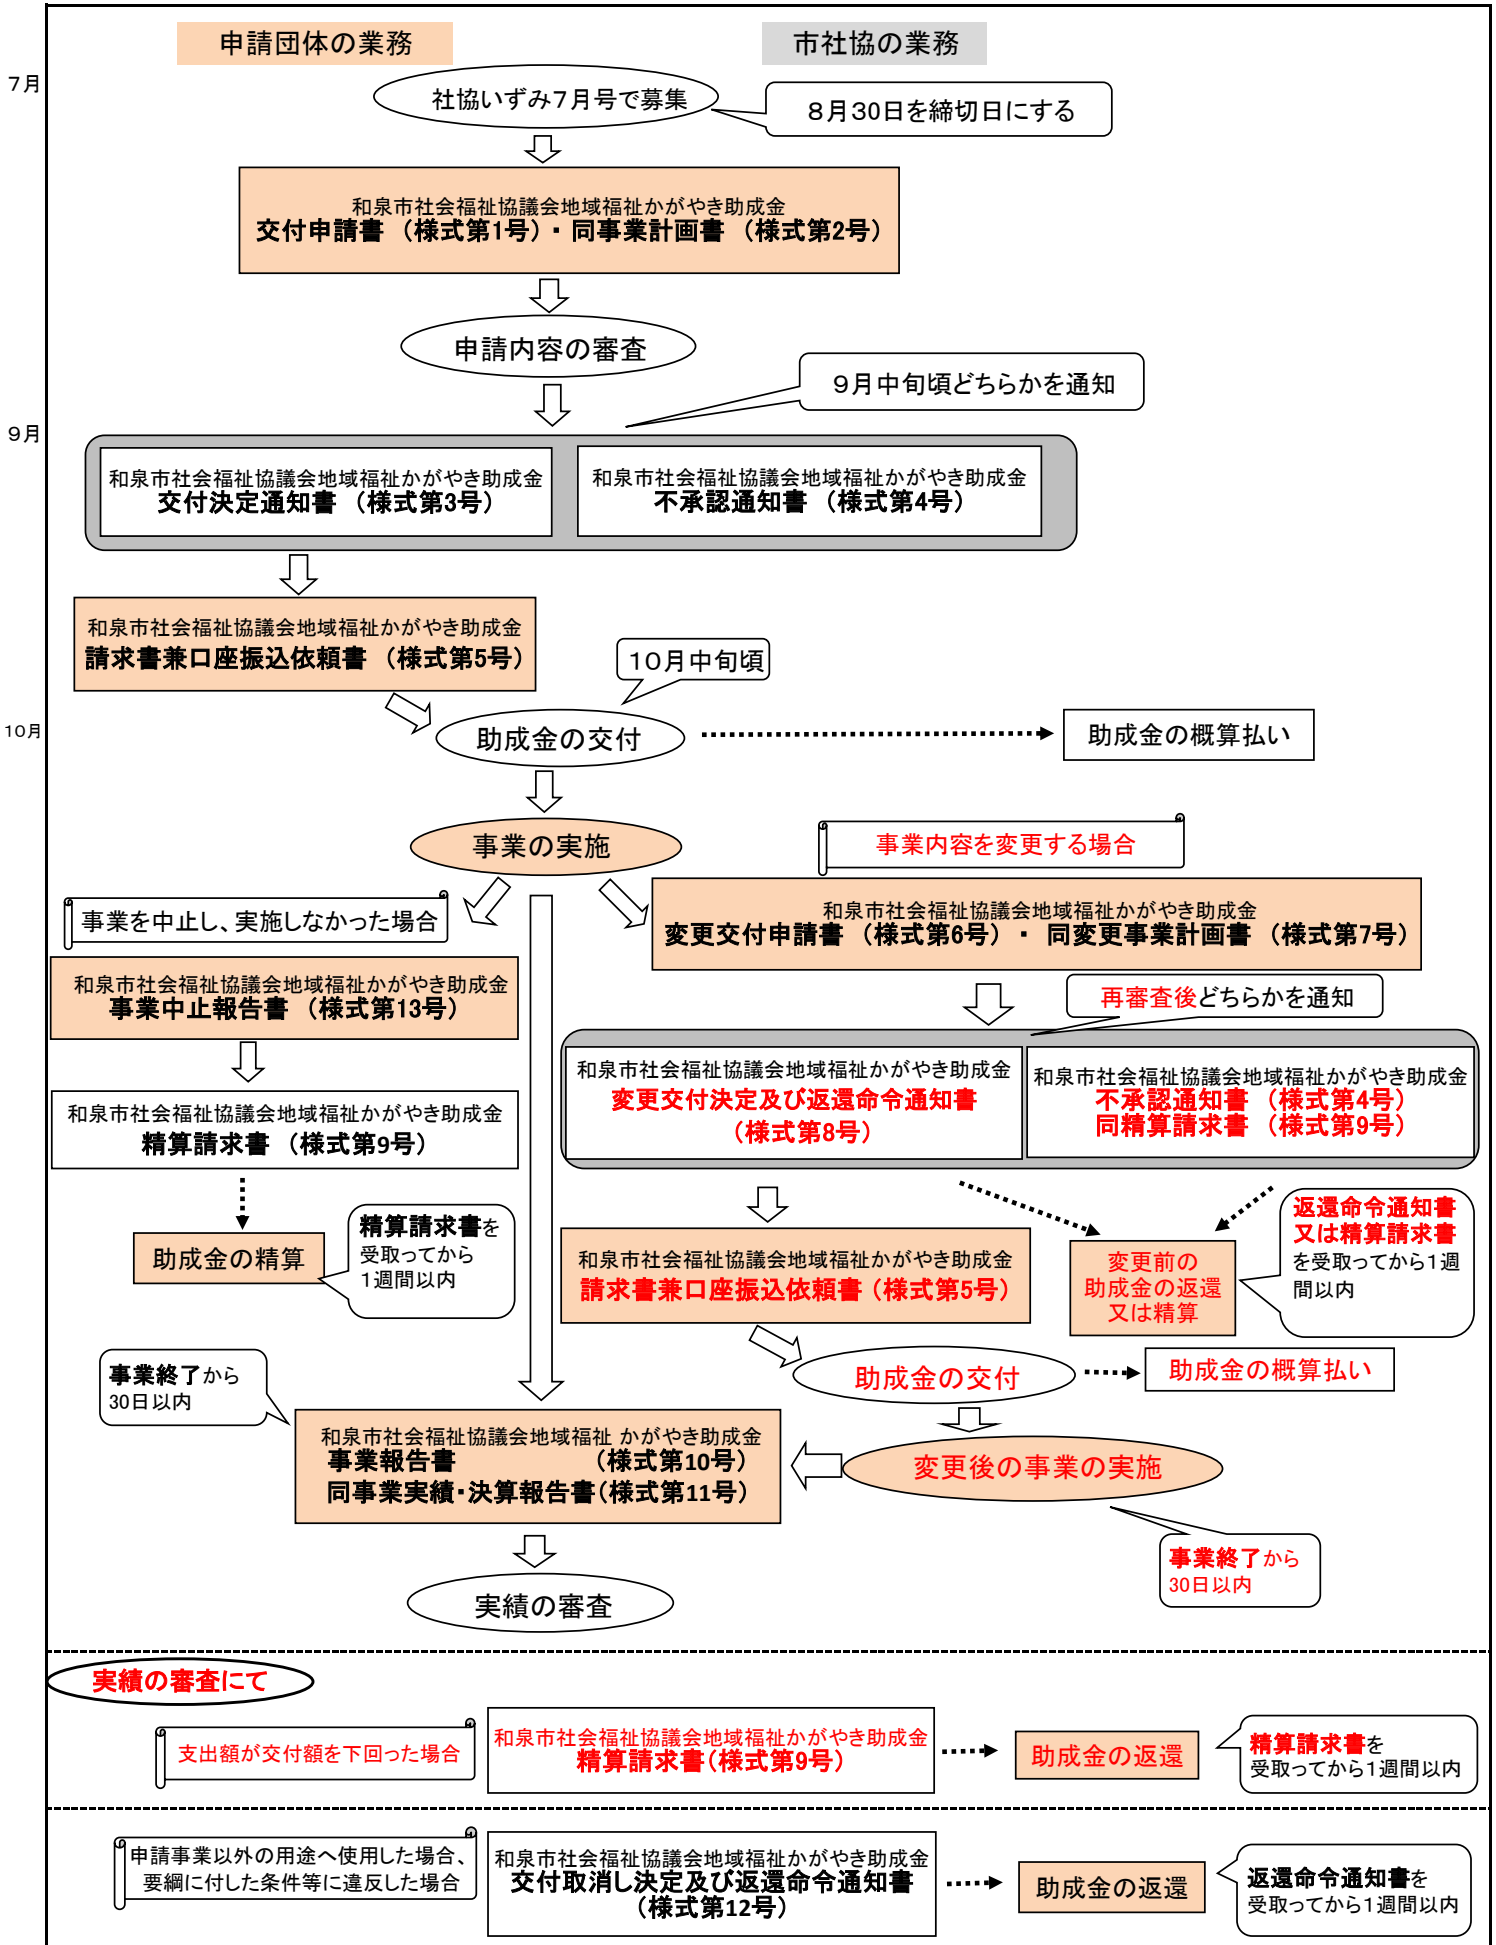 申請団体の業務
市社協の業務
7月
社協いずみ7月号で募集
8月30日を締切日にする
和泉市社会福祉協議会地域福祉かがやき助成金
交付申請書 (様式第1号)・同事業計画書 (様式第2号)
申請内容の審査
9月中旬頃どちらかを通知
9月
和泉市社会福祉協議会地域福祉かがやき助成金
交付決定通知書 (様式第3号)
和泉市社会福祉協議会地域福祉かがやき助成金
不承認通知書 (様式第4号)
和泉市社会福祉協議会地域福祉かがやき助成金
請求書兼口座振込依頼書 (様式第5号)
10月中旬頃
10月
助成金の交付
助成金の概算払い
事業の実施
事業内容を変更する場合
事業を中止し、実施しなかった場合
和泉市社会福祉協議会地域福祉かがやき助成金
変更交付申請書 (様式第6号)・ 同変更事業計画書 (様式第7号)
和泉市社会福祉協議会地域福祉かがやき助成金
事業中止報告書 (様式第13号)
再審査後どちらかを通知
和泉市社会福祉協議会地域福祉かがやき助成金
変更交付決定及び返還命令通知書
(様式第8号)
和泉市社会福祉協議会地域福祉かがやき助成金
不承認通知書 (様式第4号)
同精算請求書 (様式第9号)
和泉市社会福祉協議会地域福祉かがやき助成金
精算請求書 (様式第9号)
助成金の精算
精算請求書を
受取ってから
1週間以内
和泉市社会福祉協議会地域福祉かがやき助成金
請求書兼口座振込依頼書(様式第5号)
変更前の
助成金の返還
又は精算
返還命令通知書
又は精算請求書
を受取ってから1週
間以内
事業終了から
30日以内
助成金の交付
助成金の概算払い
和泉市社会福祉協議会地域福祉 かがやき助成金
事業報告書 (様式第10号)
同事業実績・決算報告書(様式第11号)
変更後の事業の実施
事業終了から
30日以内
実績の審査
実績の審査にて
支出額が交付額を下回った場合
和泉市社会福祉協議会地域福祉かがやき助成金
精算請求書(様式第9号)
助成金の返還
精算請求書を
受取ってから1週間以内
申請事業以外の用途へ使用した場合、
要綱に付した条件等に違反した場合
和泉市社会福祉協議会地域福祉かがやき助成金
交付取消し決定及び返還命令通知書
(様式第12号)
助成金の返還
返還命令通知書を
受取ってから1週間以内